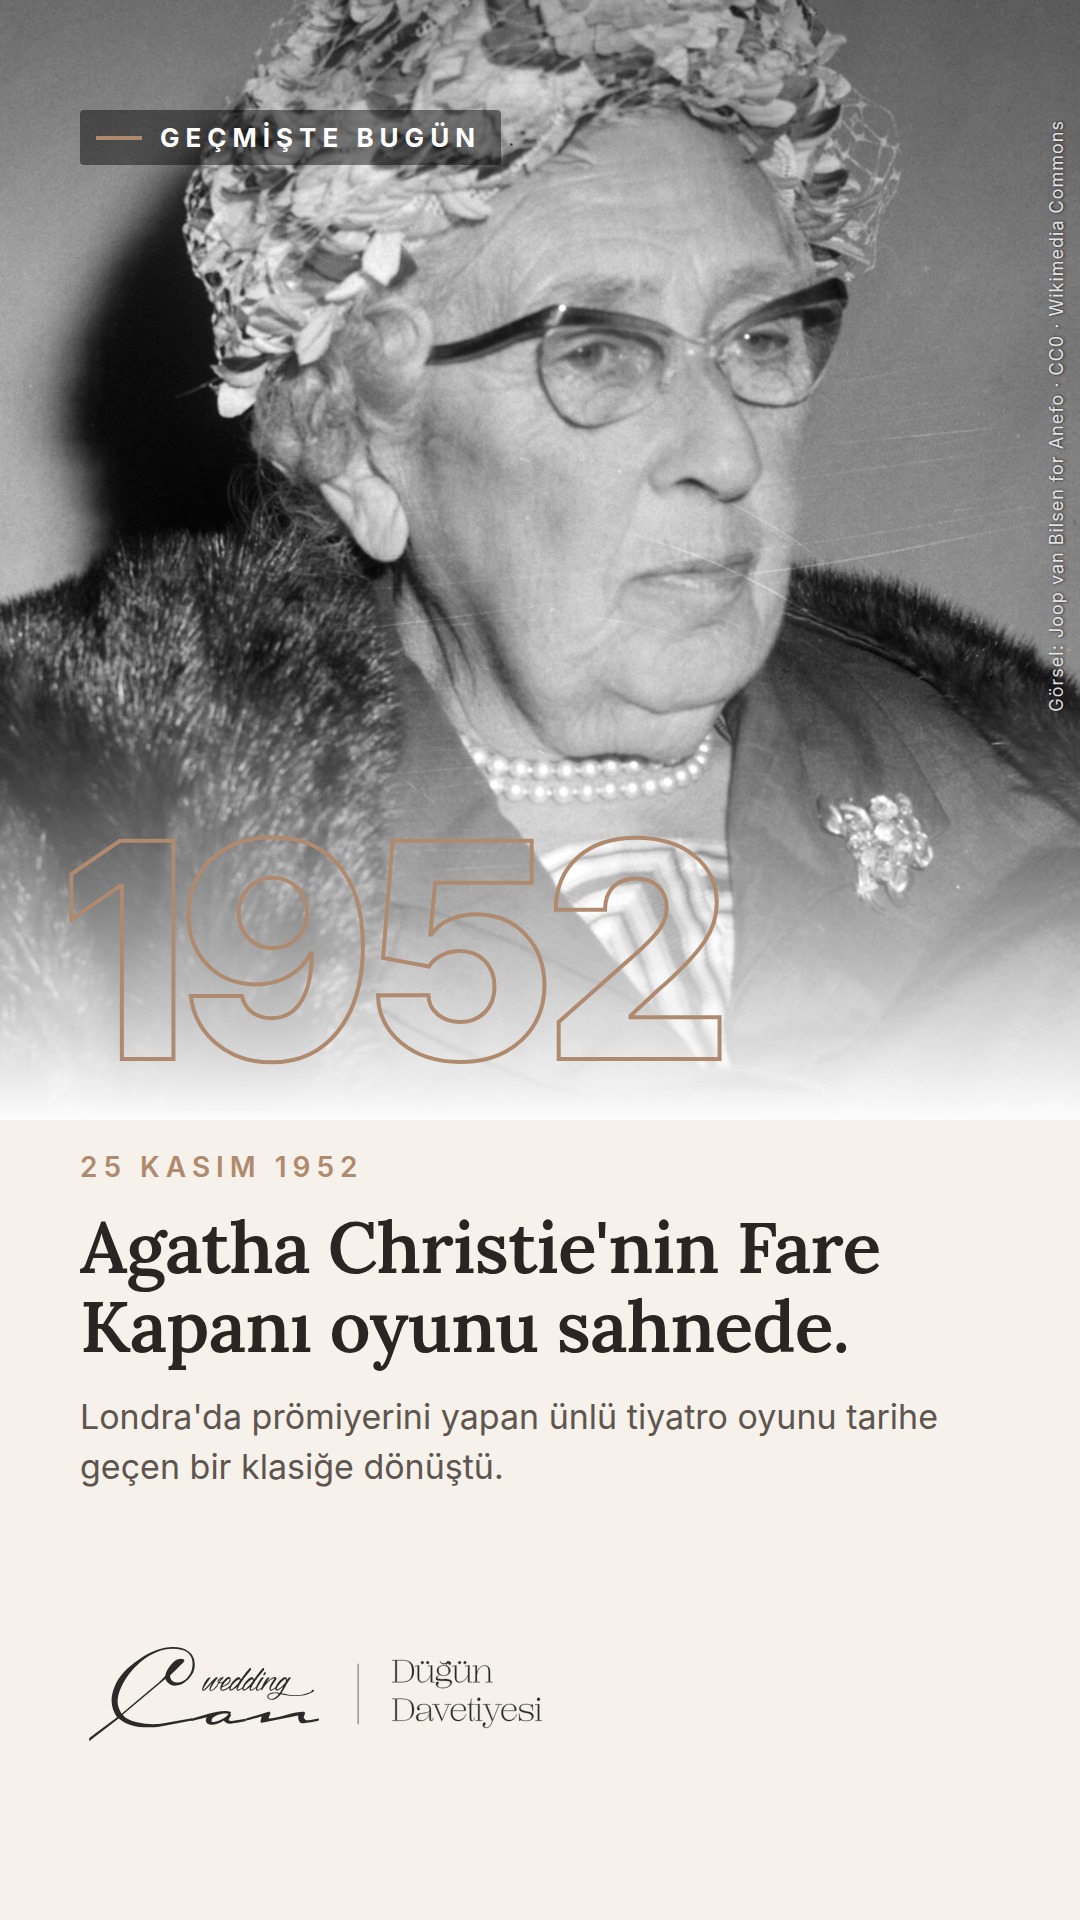 GEÇMİŞTE BUGÜN
Görsel: Joop van Bilsen for Anefo · CC0 · Wikimedia Commons
1952
25 KASIM 1952
Agatha Christie'nin Fare
Kapanı oyunu sahnede.
Londra'da prömiyerini yapan ünlü tiyatro oyunu tarihe
geçen bir klasiğe dönüştü.
wedding
Can
Düğün
Davetiyesi